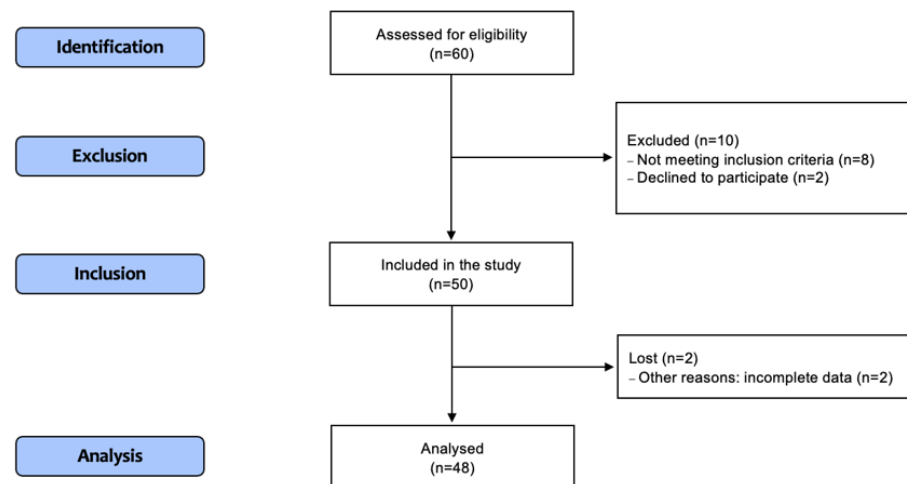 Identification
Assessed for eligibility
(n=60)
Exclusion
Excluded (n=10)
– Not meeting inclusion criteria (n=8)
– Declined to participate (n=2)
Inclusion
Included in the study
(n=50)
Lost (n=2)
– Other reasons: incomplete data (n=2)
Analysis
Analysed
(n=48)